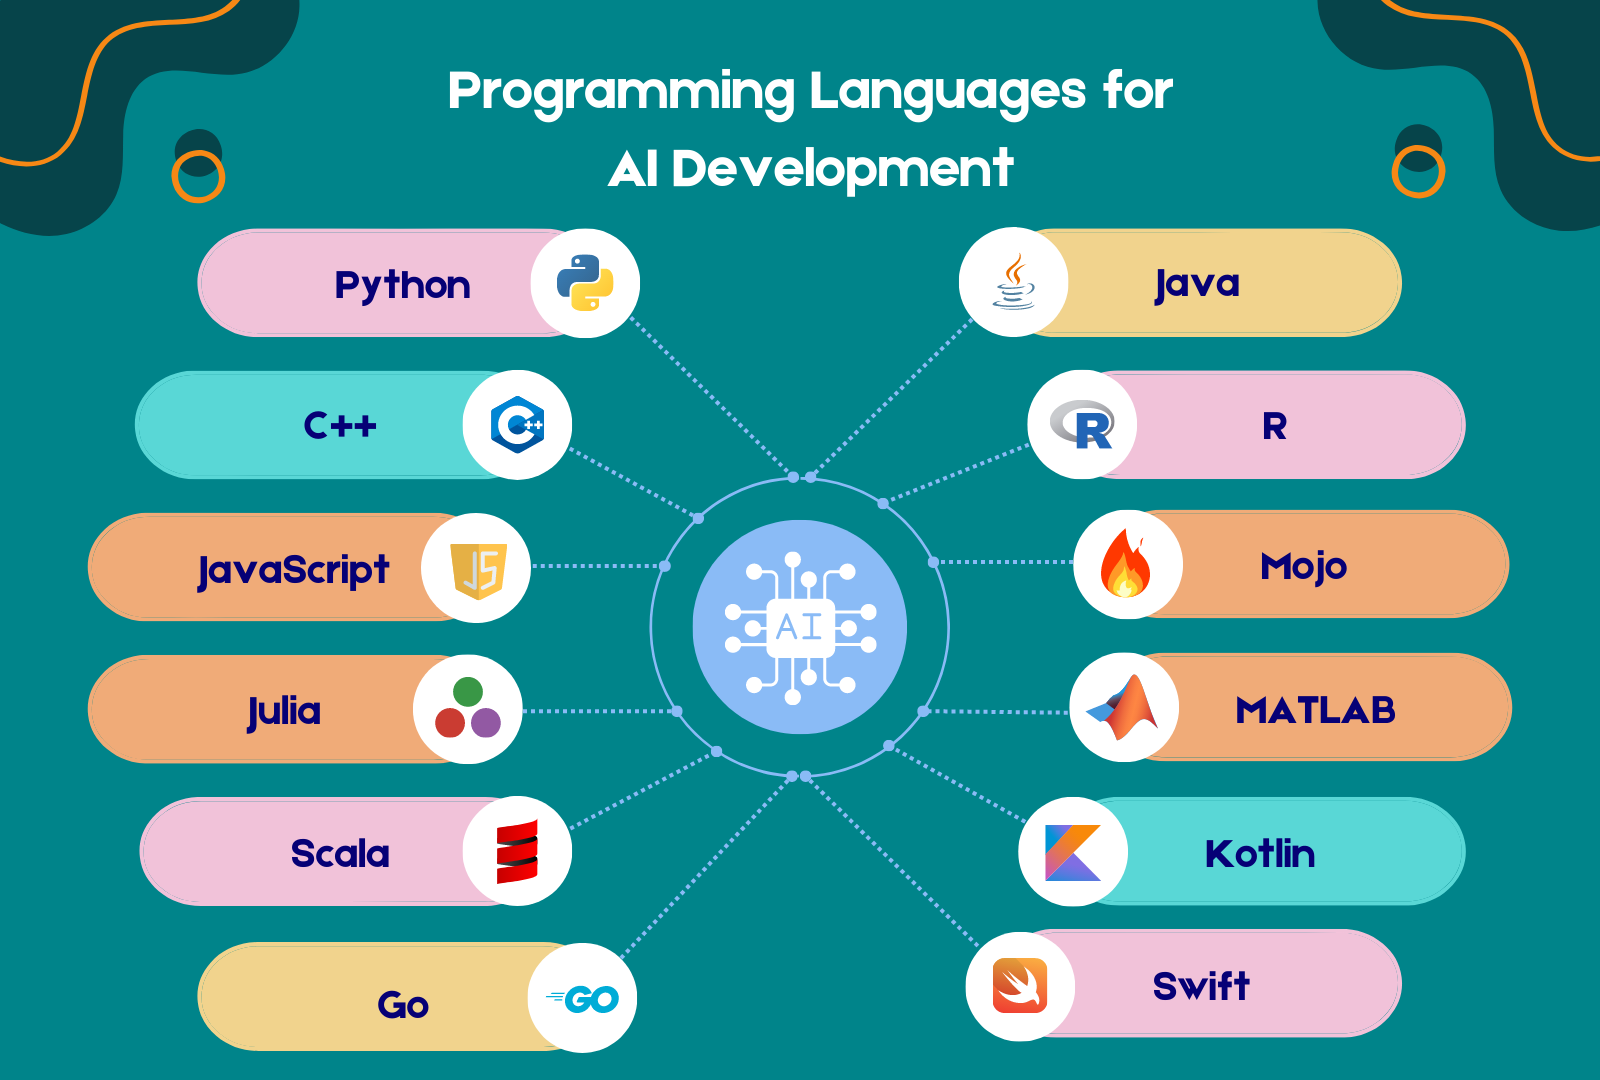 Programming Languages for
AI Development
Python
Java
C++
C++
R
R
JavaScript
JS
Mojo
AI
Julia
MATLAB
Scala
Kotlin
Go
GO
Swift